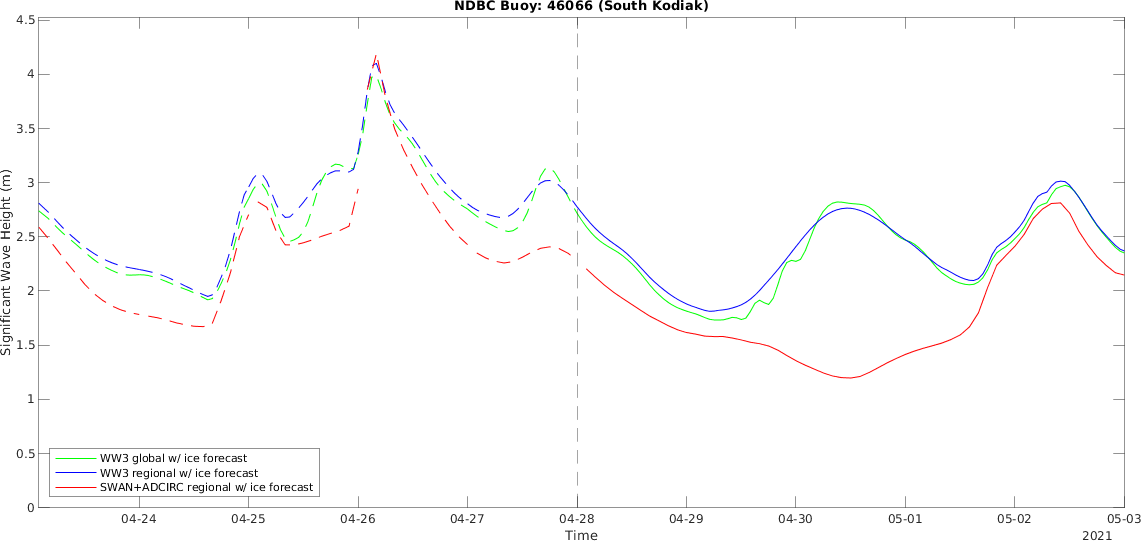 NDBC Buoy: 46066 (South Kodiak)
Significant Wave Height (m)
4.5
4
3.5
3
2.5
2
1.5
1
0.5
0
WW3 global w/ ice forecast
WW3 regional w/ ice forecast
SWAN+ADCIRC regional w/ ice forecast
04-24 04-25 04-26 04-27 04-28 04-29 04-30 05-01 05-02 05-03
Time
2021